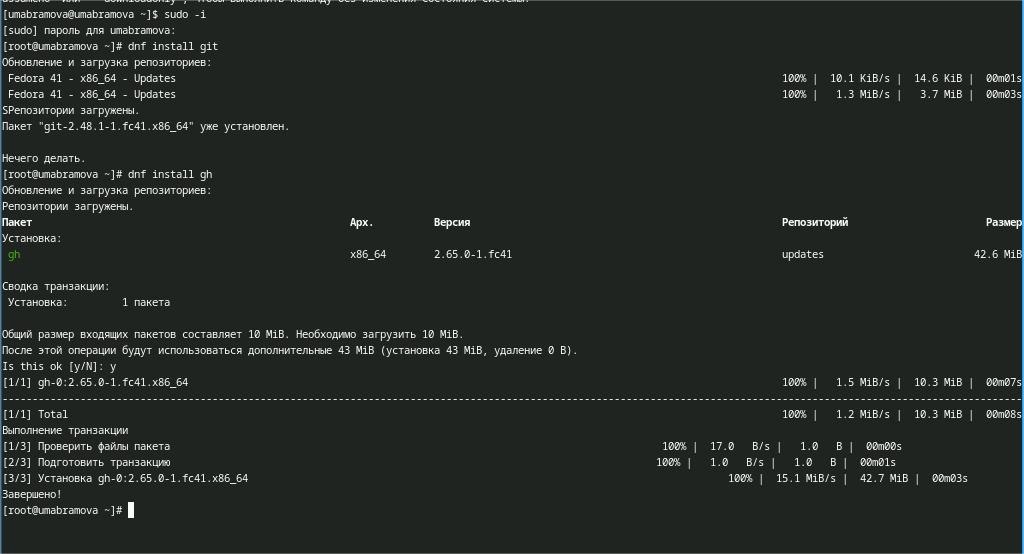 [umabramova@umabramova ~]$ sudo -i
[sudo] пароль для umabramova:
[root@umabramova ~]# dnf install git
Обновление и загрузка репозиториев:
Fedora 41 - x86_64 - Updates 100% | 10.1 KiB/s | 14.6 KiB | 00m01s
Fedora 41 - x86_64 - Updates 100% | 1.3 MiB/s | 3.7 MiB | 00m03s
SРепозитории загружены.
Пакет "git-2.48.1-1.fc41.x86_64" уже установлен.
Нечего делать.
[root@umabramova ~]# dnf install gh
Обновление и загрузка репозиториев:
Репозитории загружены.
Пакет Арх. Версия Репозиторий Размер
Установка:
gh x86_64 2.65.0-1.fc41 updates 42.6 MiB
Сводка транзакции:
Установка: 1 пакета
Общий размер входящих пакетов составляет 10 MiB. Необходимо загрузить 10 MiB.
После этой операции будут использоваться дополнительные 43 MiB (установка 43 MiB, удаление 0 B).
Is this ok [y/N]: y
[1/1] gh-0:2.65.0-1.fc41.x86_64 100% | 1.5 MiB/s | 10.3 MiB | 00m07s
--------------------------------------------------------------------------------
[1/1] Total 100% | 1.2 MiB/s | 10.3 MiB | 00m08s
Выполнение транзакции
[1/3] Проверить файлы пакета 100% | 17.0 B/s | 1.0 B | 00m00s
[2/3] Подготовить транзакцию 100% | 1.0 B/s | 1.0 B | 00m01s
[3/3] Установка gh-0:2.65.0-1.fc41.x86_64 100% | 15.1 MiB/s | 42.7 MiB | 00m03s
Завершено!
[root@umabramova ~]#